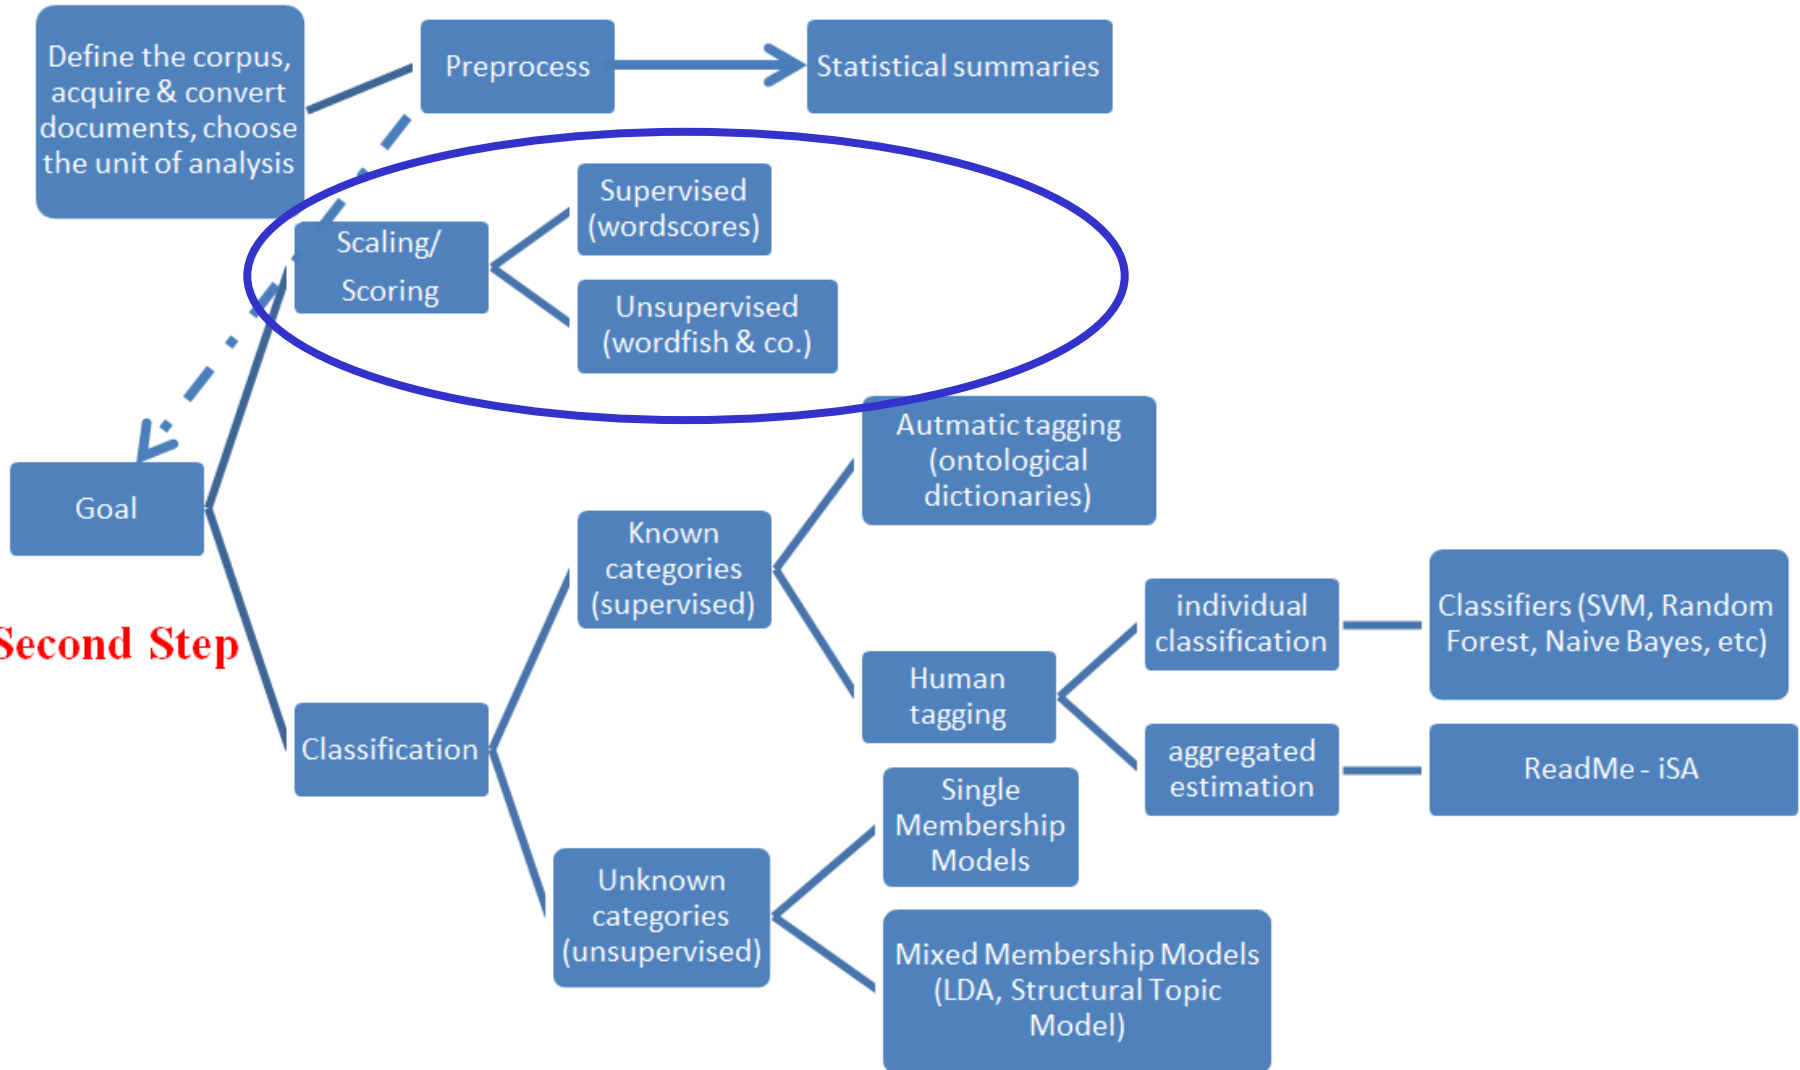 Define the corpus,
acquire & convert
documents, choose
the unit of analysis
Preprocess
Statistical summaries
Scaling/
Scoring
Supervised
(wordscores)
Unsupervised
(wordfish & co.)
Goal
Second Step
Classification
Known
categories
(supervised)
Autmatic tagging
(ontological
dictionaries)
Human
tagging
individual
classification
Classifiers (SVM, Random
Forest, Naive Bayes, etc)
aggregated
estimation
ReadMe - iSA
Unknown
categories
(unsupervised)
Single
Membership
Models
Mixed Membership Models
(LDA, Structural Topic
Model)